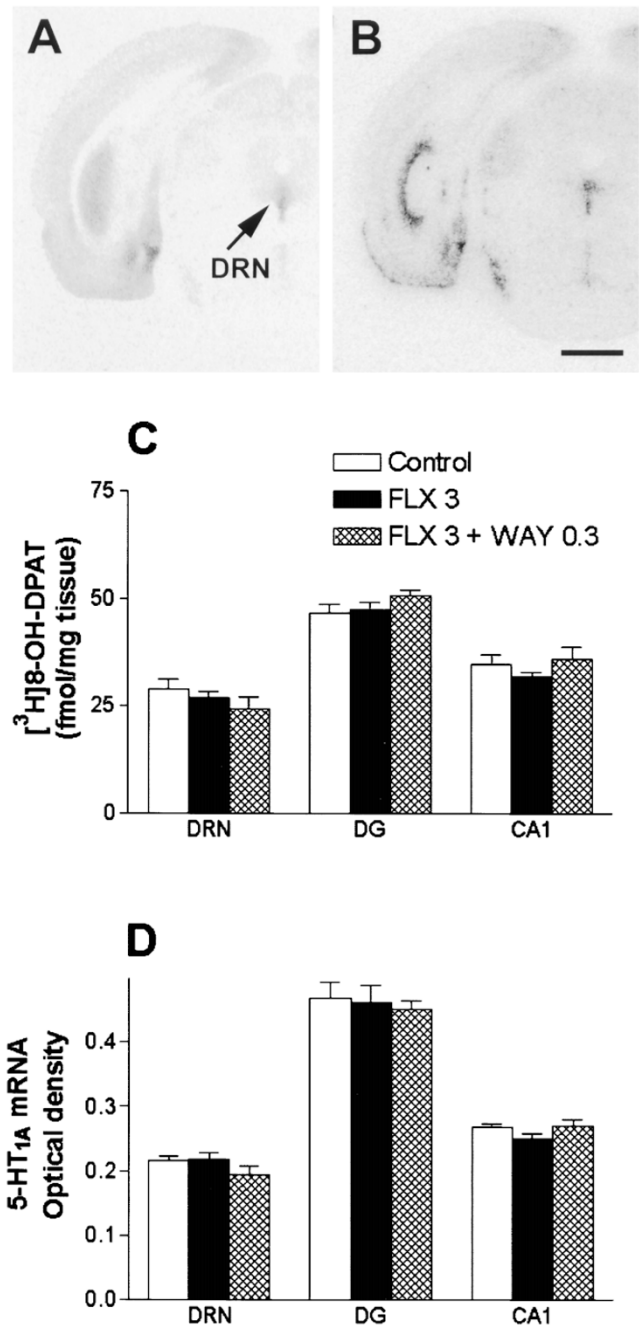 A
B
DRN
C
Control
FLX 3
FLX 3 + WAY 0.3
[³H]8-OH-DPAT
(fmol/mg tissue)
75
50
25
0
DRN DG CA1
D
5-HT₁A mRNA
Optical density
0.4
0.3
0.2
0.1
0.0
DRN DG CA1